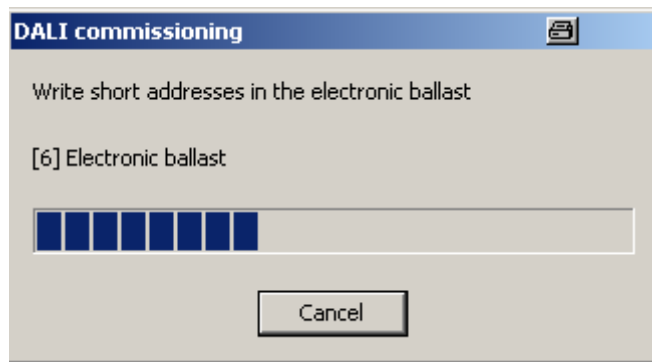 DALI commissioning
Write short addresses in the electronic ballast
[6] Electronic ballast
Cancel